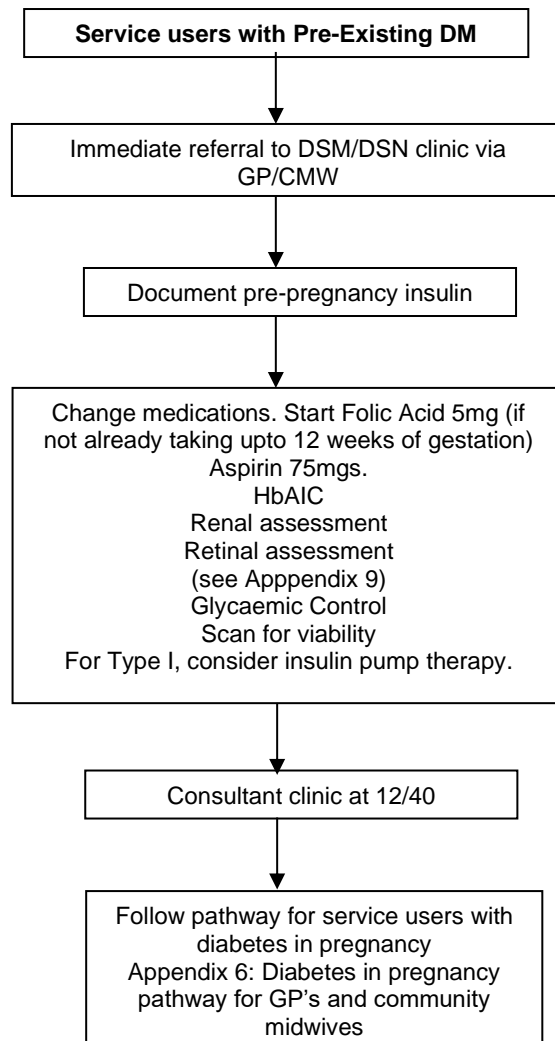 Service users with Pre-Existing DM
Immediate referral to DSM/DSN clinic via
GP/CMW
Document pre-pregnancy insulin
Change medications. Start Folic Acid 5mg (if
not already taking upto 12 weeks of gestation)
Aspirin 75mgs.
HbAIC
Renal assessment
Retinal assessment
(see Apppendix 9)
Glycaemic Control
Scan for viability
For Type I, consider insulin pump therapy.
Consultant clinic at 12/40
Follow pathway for service users with
diabetes in pregnancy
Appendix 6: Diabetes in pregnancy
pathway for GP's and community
midwives